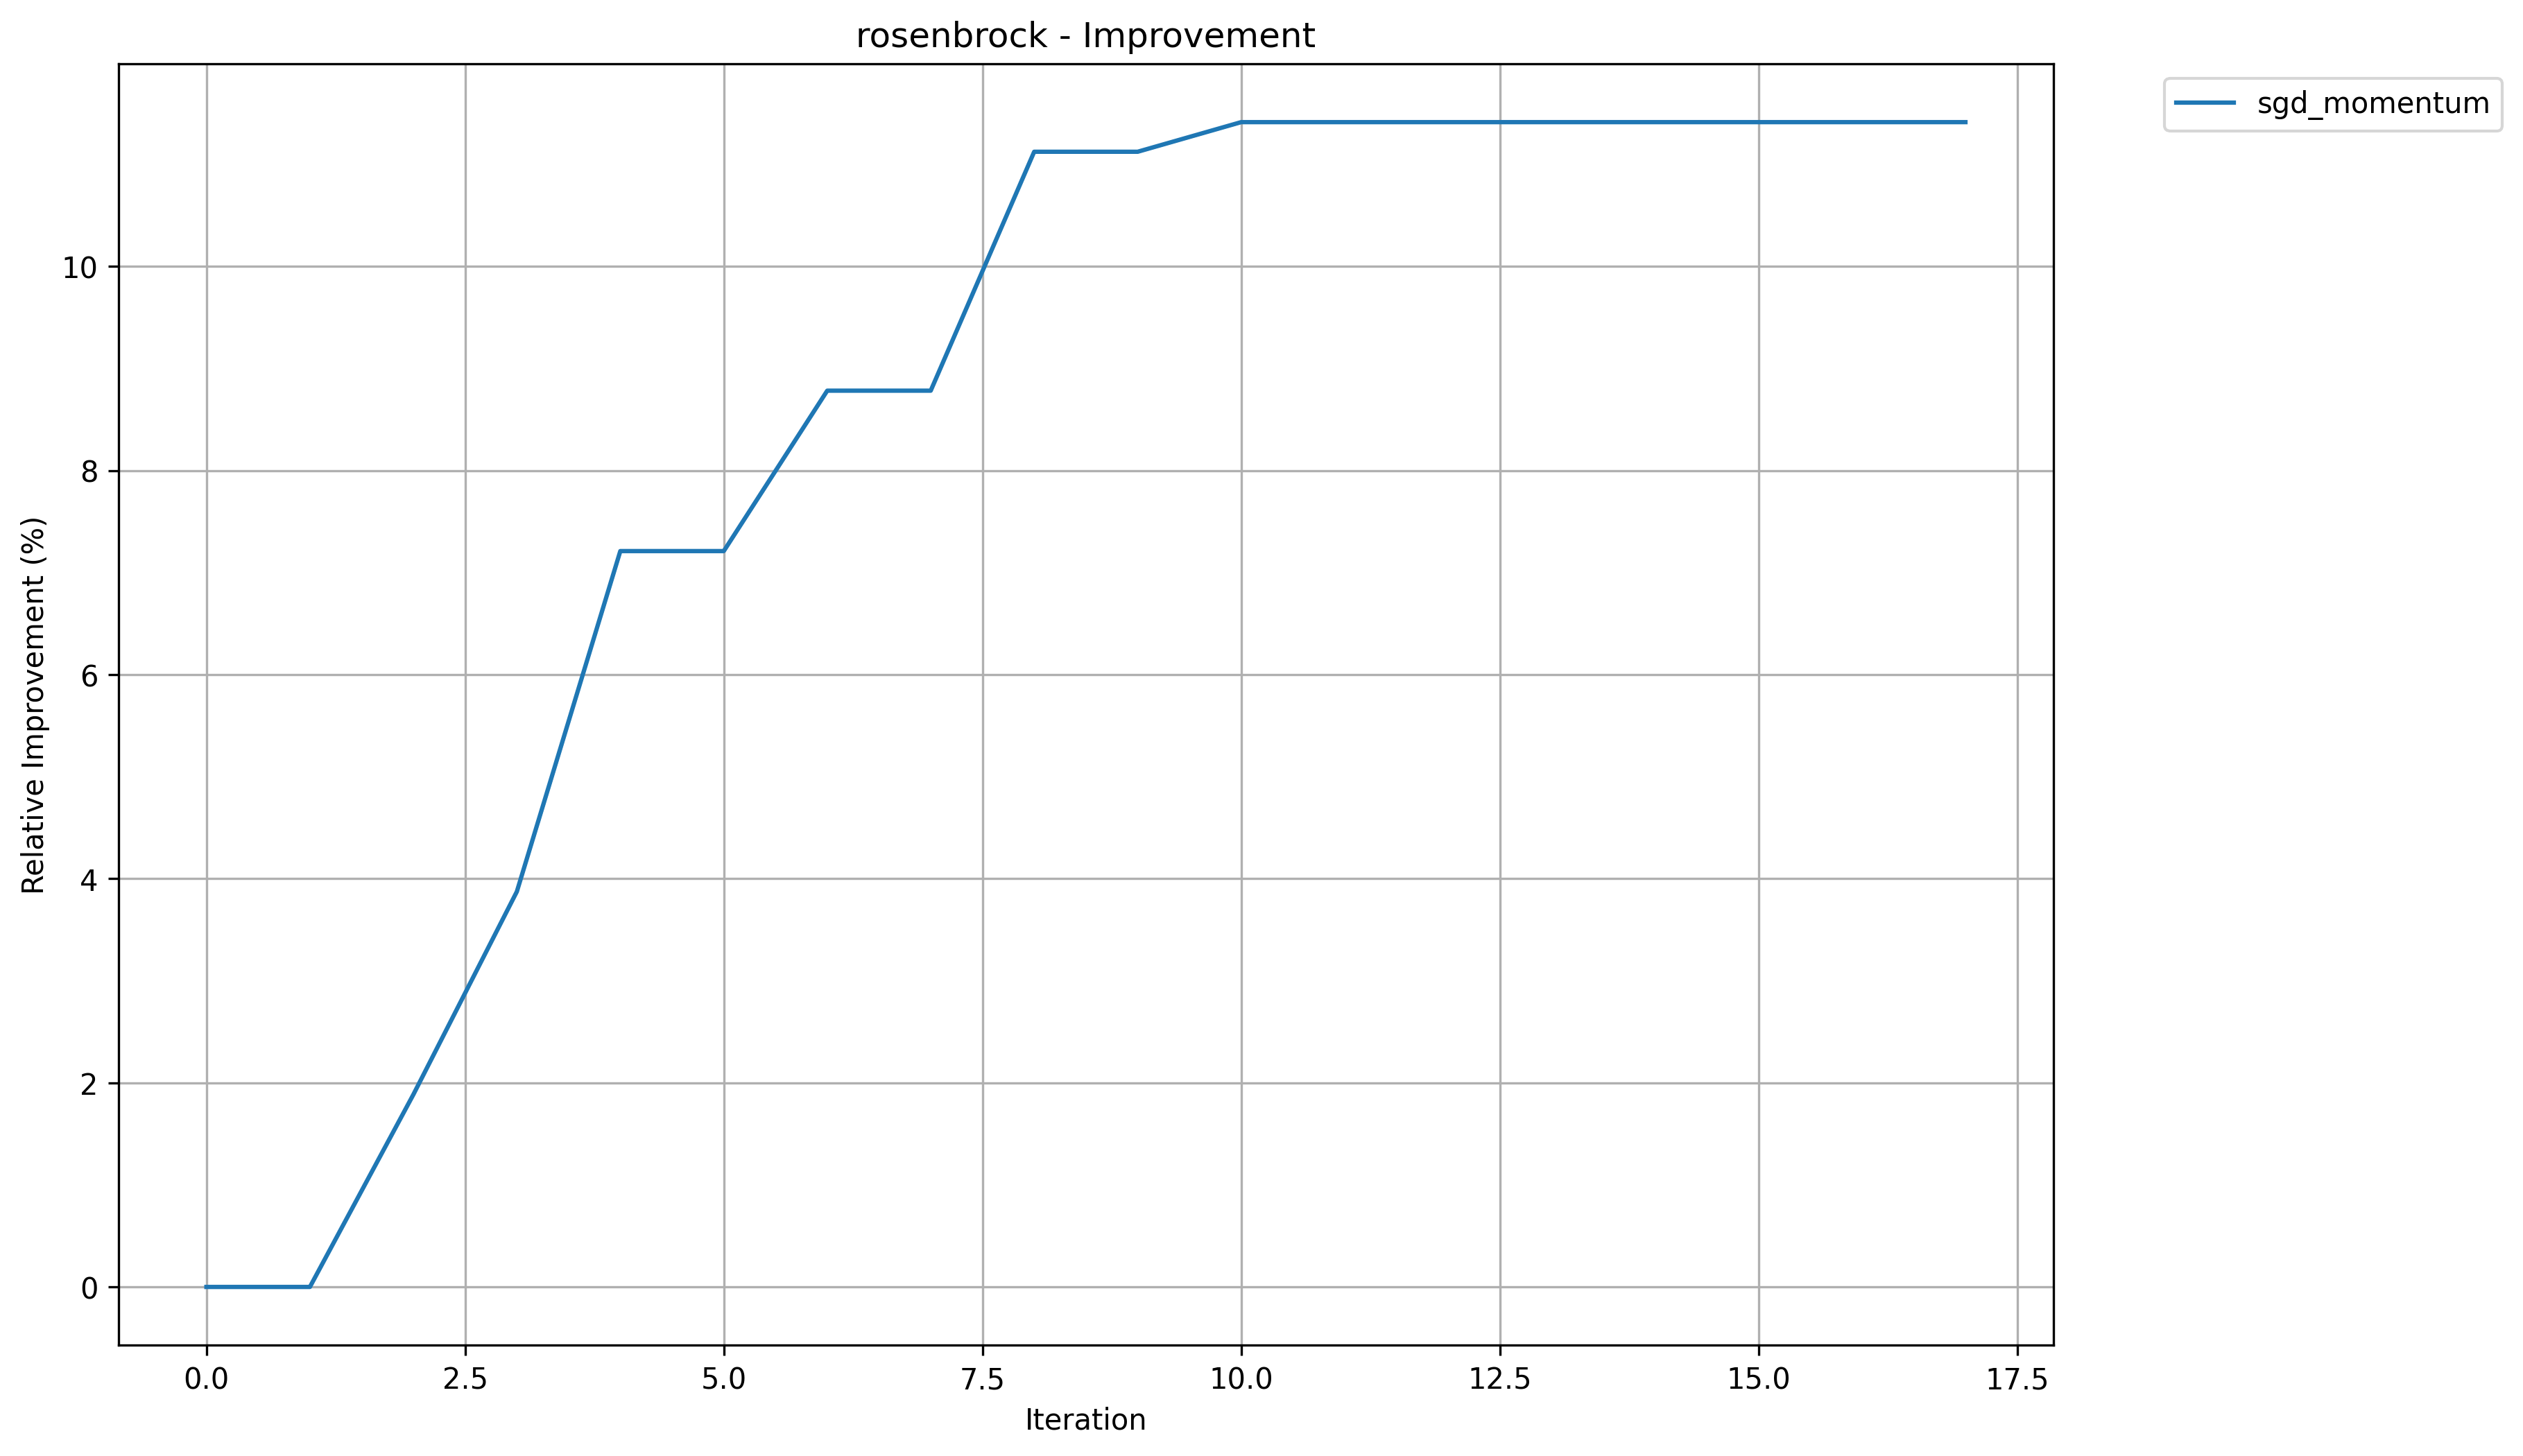 rosenbrock - Improvement
sgd_momentum
Relative Improvement (%)
10
8
6
4
2
0
0.0 2.5 5.0 7.5 10.0 12.5 15.0 17.5
Iteration